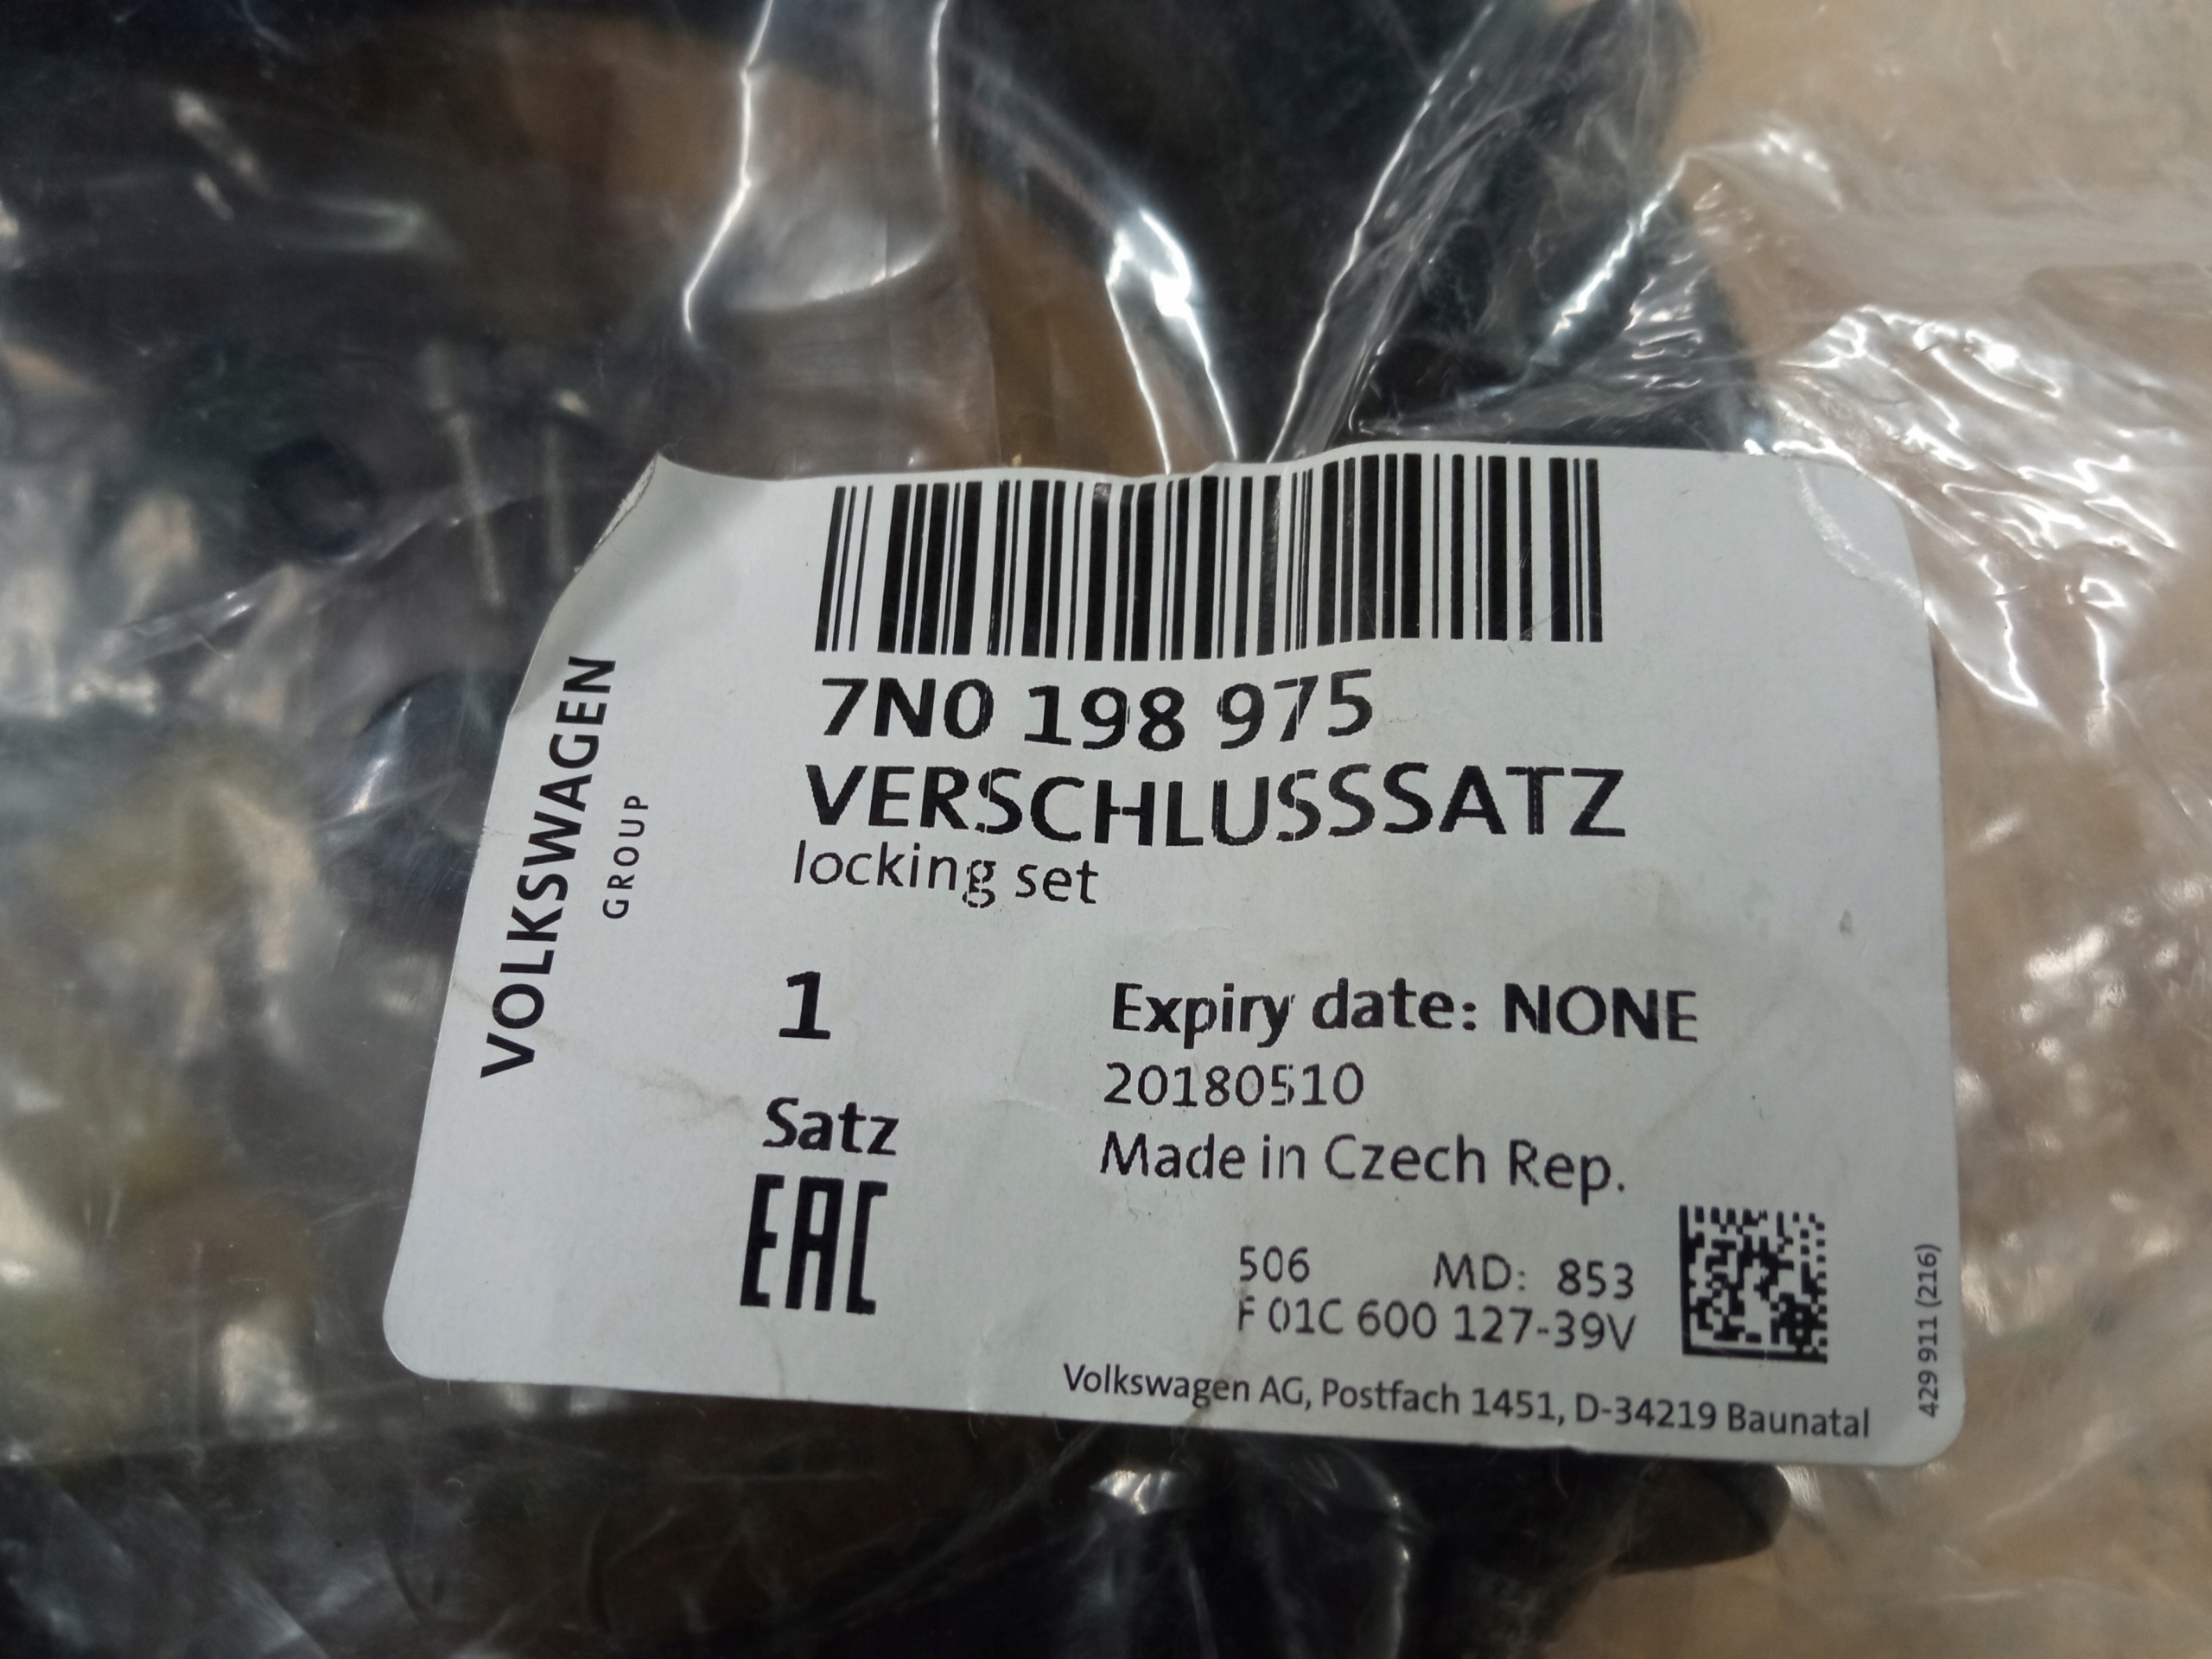 VOLKSWAGEN
GROUP
7N0 198 975
VERSCHLUSSSATZ
locking set
1
Satz
EAC
Expiry date: NONE
20180510
Made in Czech Rep.
506 MD: 853
F 01C 600 127-39V
Volkswagen AG, Postfach 1451, D-34219 Baunatal
429 911 (216)